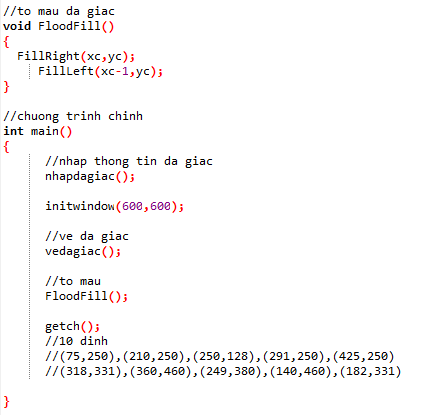 //to mau da giac
void FloodFill()
{
FillRight(xc,yc);
FillLeft(xc-1,yc);
}
//chuong trinh chinh
int main()
{
//nhap thong tin da giac
nhapdagiac();
initwindow(600,600);
//ve da giac
vedagiac();
//to mau
FloodFill();
getch();
//10 dinh
//(75,250),(210,250),(250,128),(291,250),(425,250)
//(318,331),(360,460),(249,380),(140,460),(182,331)
}